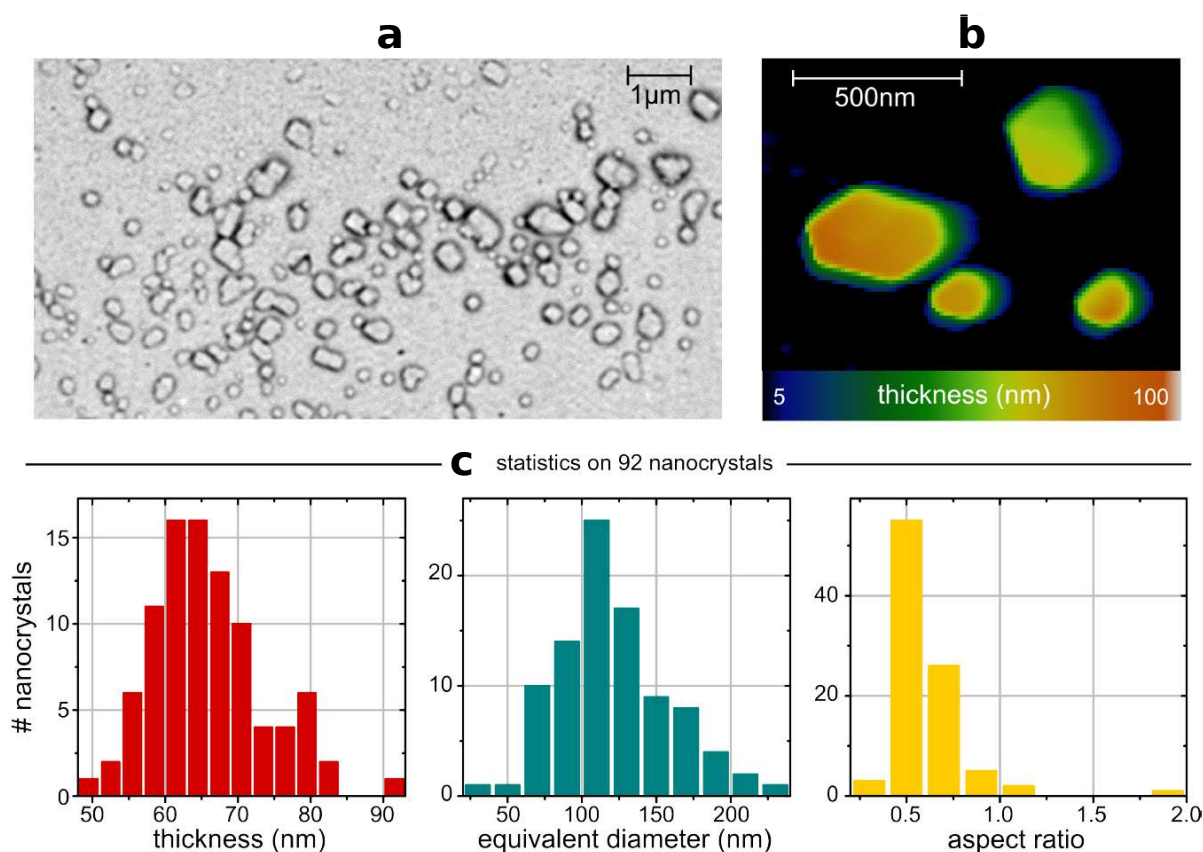 a
b
1µm
500nm
5 thickness (nm) 100
c statistics on 92 nanocrystals
# nanocrystals
15
10
5
0
50 60 70 80 90
thickness (nm)
20
10
0
50 100 150 200
equivalent diameter (nm)
40
20
0
0.5 1.0 1.5 2.0
aspect ratio